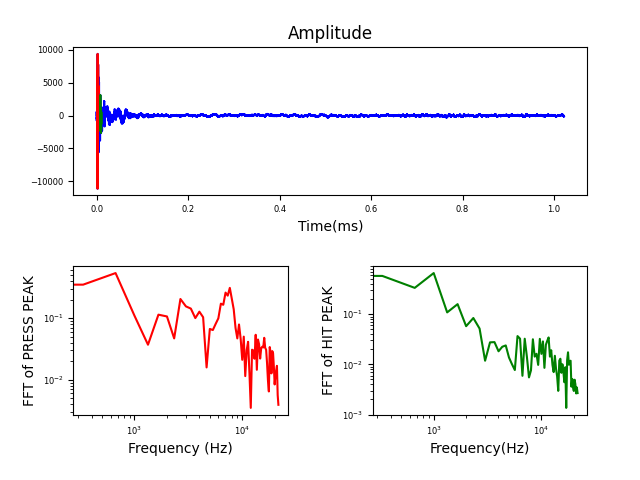 Amplitude
10000
5000
0
−5000
−10000
0.0 0.2 0.4 0.6 0.8 1.0
Time(ms)
FFT of PRESS PEAK
10⁻¹
10⁻²
10³ 10⁴
Frequency (Hz)
FFT of HIT PEAK
10⁻¹
10⁻²
10⁻³
10³ 10⁴
Frequency(Hz)